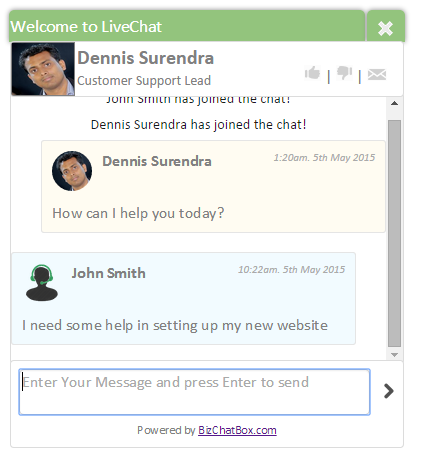 Welcome to LiveChat
Dennis Surendra
Customer Support Lead
| |
John Smith has joined the chat!
Dennis Surendra has joined the chat!
Dennis Surendra
1:20am. 5th May 2015
How can I help you today?
John Smith
10:22am. 5th May 2015
I need some help in setting up my new website
Enter Your Message and press Enter to send
Powered by BizChatBox.com